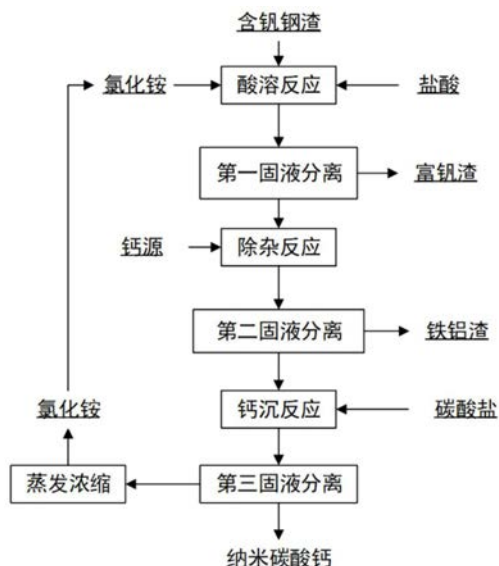 含钒钢渣
氯化铵
酸溶反应
盐酸
第一固液分离
富钒渣
钙源
除杂反应
第二固液分离
铁铝渣
氯化铵
钙沉反应
碳酸盐
蒸发浓缩
第三固液分离
纳米碳酸钙